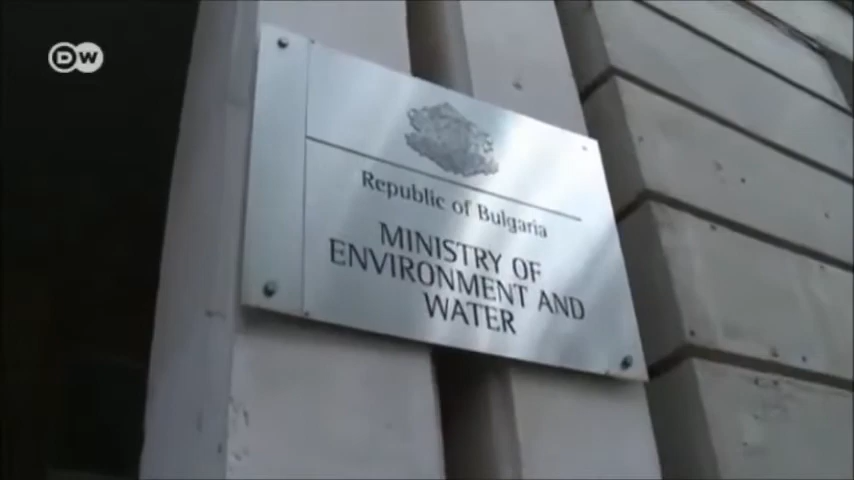 DW
Republic of Bulgaria
MINISTRY OF
ENVIRONMENT AND
WATER